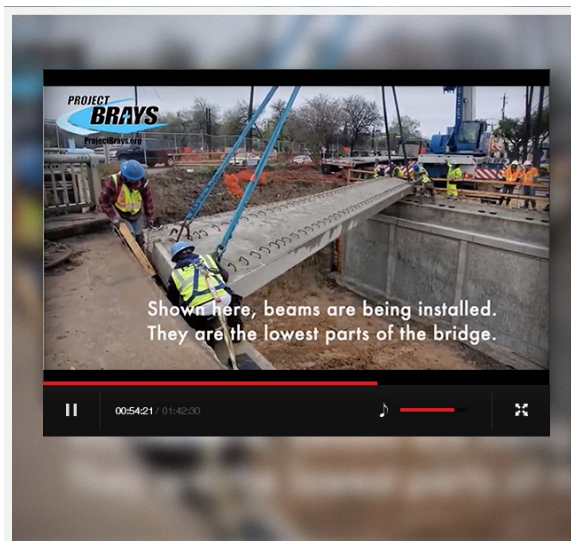 PROJECT
BRAYS
ProjectBrays.org
Shown here, beams are being installed.
They are the lowest parts of the bridge.
00:54:21 / 01:42:30